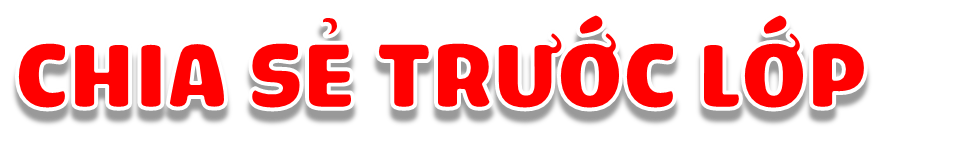 CHIA SẺ TRƯỚC LỚP